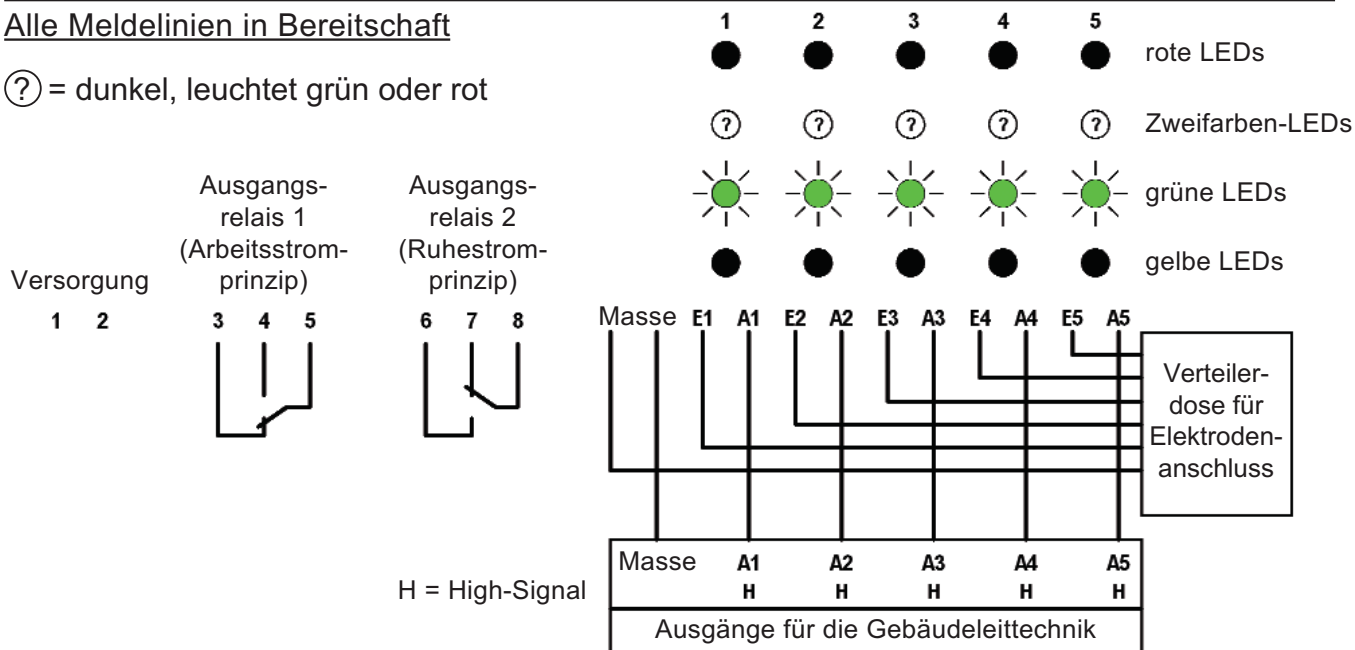 Alle Meldelinien in Bereitschaft
? = dunkel, leuchtet grün oder rot
1 2 3 4 5
rote LEDs
? ? ? ? ? Zweifarben-LEDs
grüne LEDs
gelbe LEDs
Versorgung
1 2
Ausgangs-
relais 1
(Arbeitsstrom-
prinzip)
3 4 5
Ausgangs-
relais 2
(Ruhestrom-
prinzip)
6 7 8
Masse E1 A1 E2 A2 E3 A3 E4 A4 E5 A5
Verteiler-
dose für
Elektroden-
anschluss
Masse A1 A2 A3 A4 A5
H = High-Signal
H H H H H
Ausgänge für die Gebäudeleittechnik